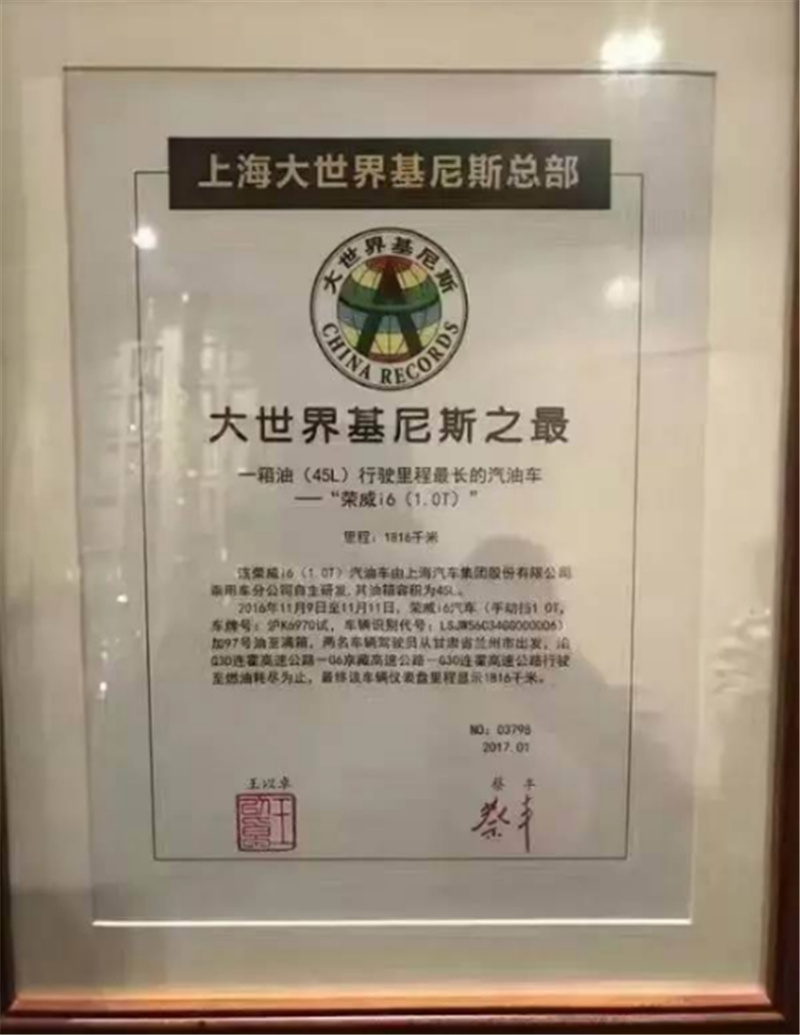 上海大世界基尼斯总部
大世界基尼斯
CHINA RECORDS
大世界基尼斯之最
一箱油（45L）行驶里程最长的汽油车
——“荣威i6（1.0T）”
里程：1816千米
该荣威i6（1.0T）汽油车由上海汽车集团股份有限公司
乘用车分公司自主研发，其油箱容积为45L。
2016年11月9日至11月11日，荣威i6汽车（手动挡1.0T，
车牌号：沪K6970试，车辆识别代号：）
加97号油至满箱，两名车辆驾驶员从甘肃省兰州市出发，沿
G30连霍高速公路－G6京藏高速公路－G30连霍高速公路行驶
至燃油耗尽为止，最终该车辆仪表盘里程显示1816千米。
NO：03798
2017.01
王以卓
蔡丰
蔡丰